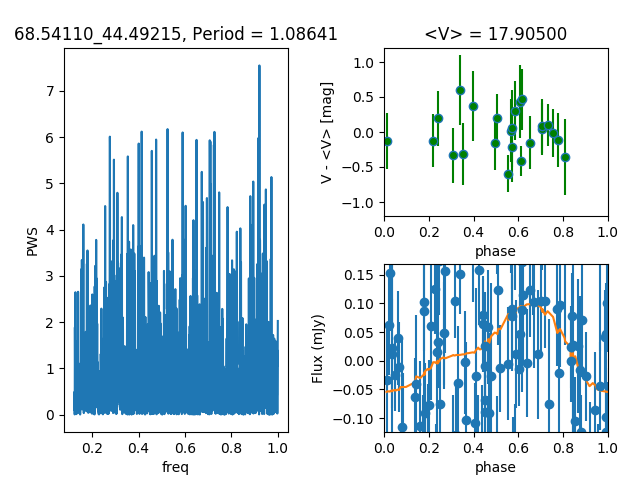 68.54110_44.49215, Period = 1.08641
<V> = 17.90500
PWS
7
6
5
4
3
2
1
0
0.2 0.4 0.6 0.8 1.0
freq
V - <V> [mag]
1.0
0.5
0.0
−0.5
−1.0
0.0 0.2 0.4 0.6 0.8 1.0
phase
Flux (mJy)
0.15
0.10
0.05
0.00
−0.05
−0.10
0.0 0.2 0.4 0.6 0.8 1.0
phase